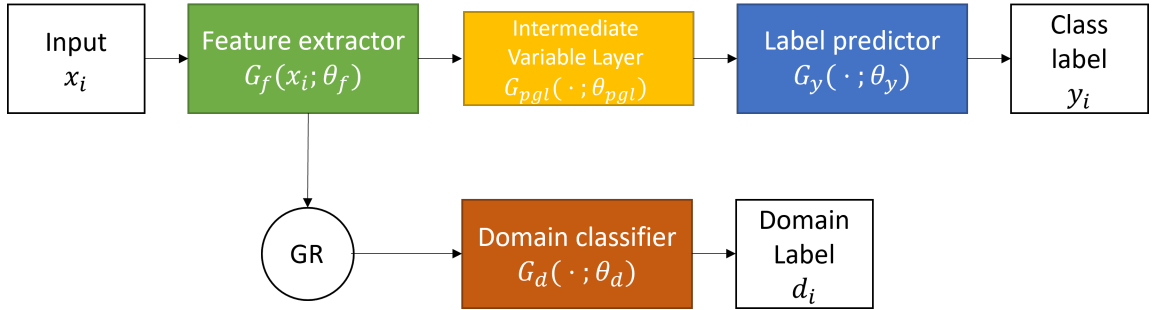 Input
x_i
Feature extractor
G_f(x_i; θ_f)
Intermediate
Variable Layer
G_pgl(·; θ_pgl)
Label predictor
G_y(·; θ_y)
Class
label
y_i
GR
Domain classifier
G_d(·; θ_d)
Domain
Label
d_i